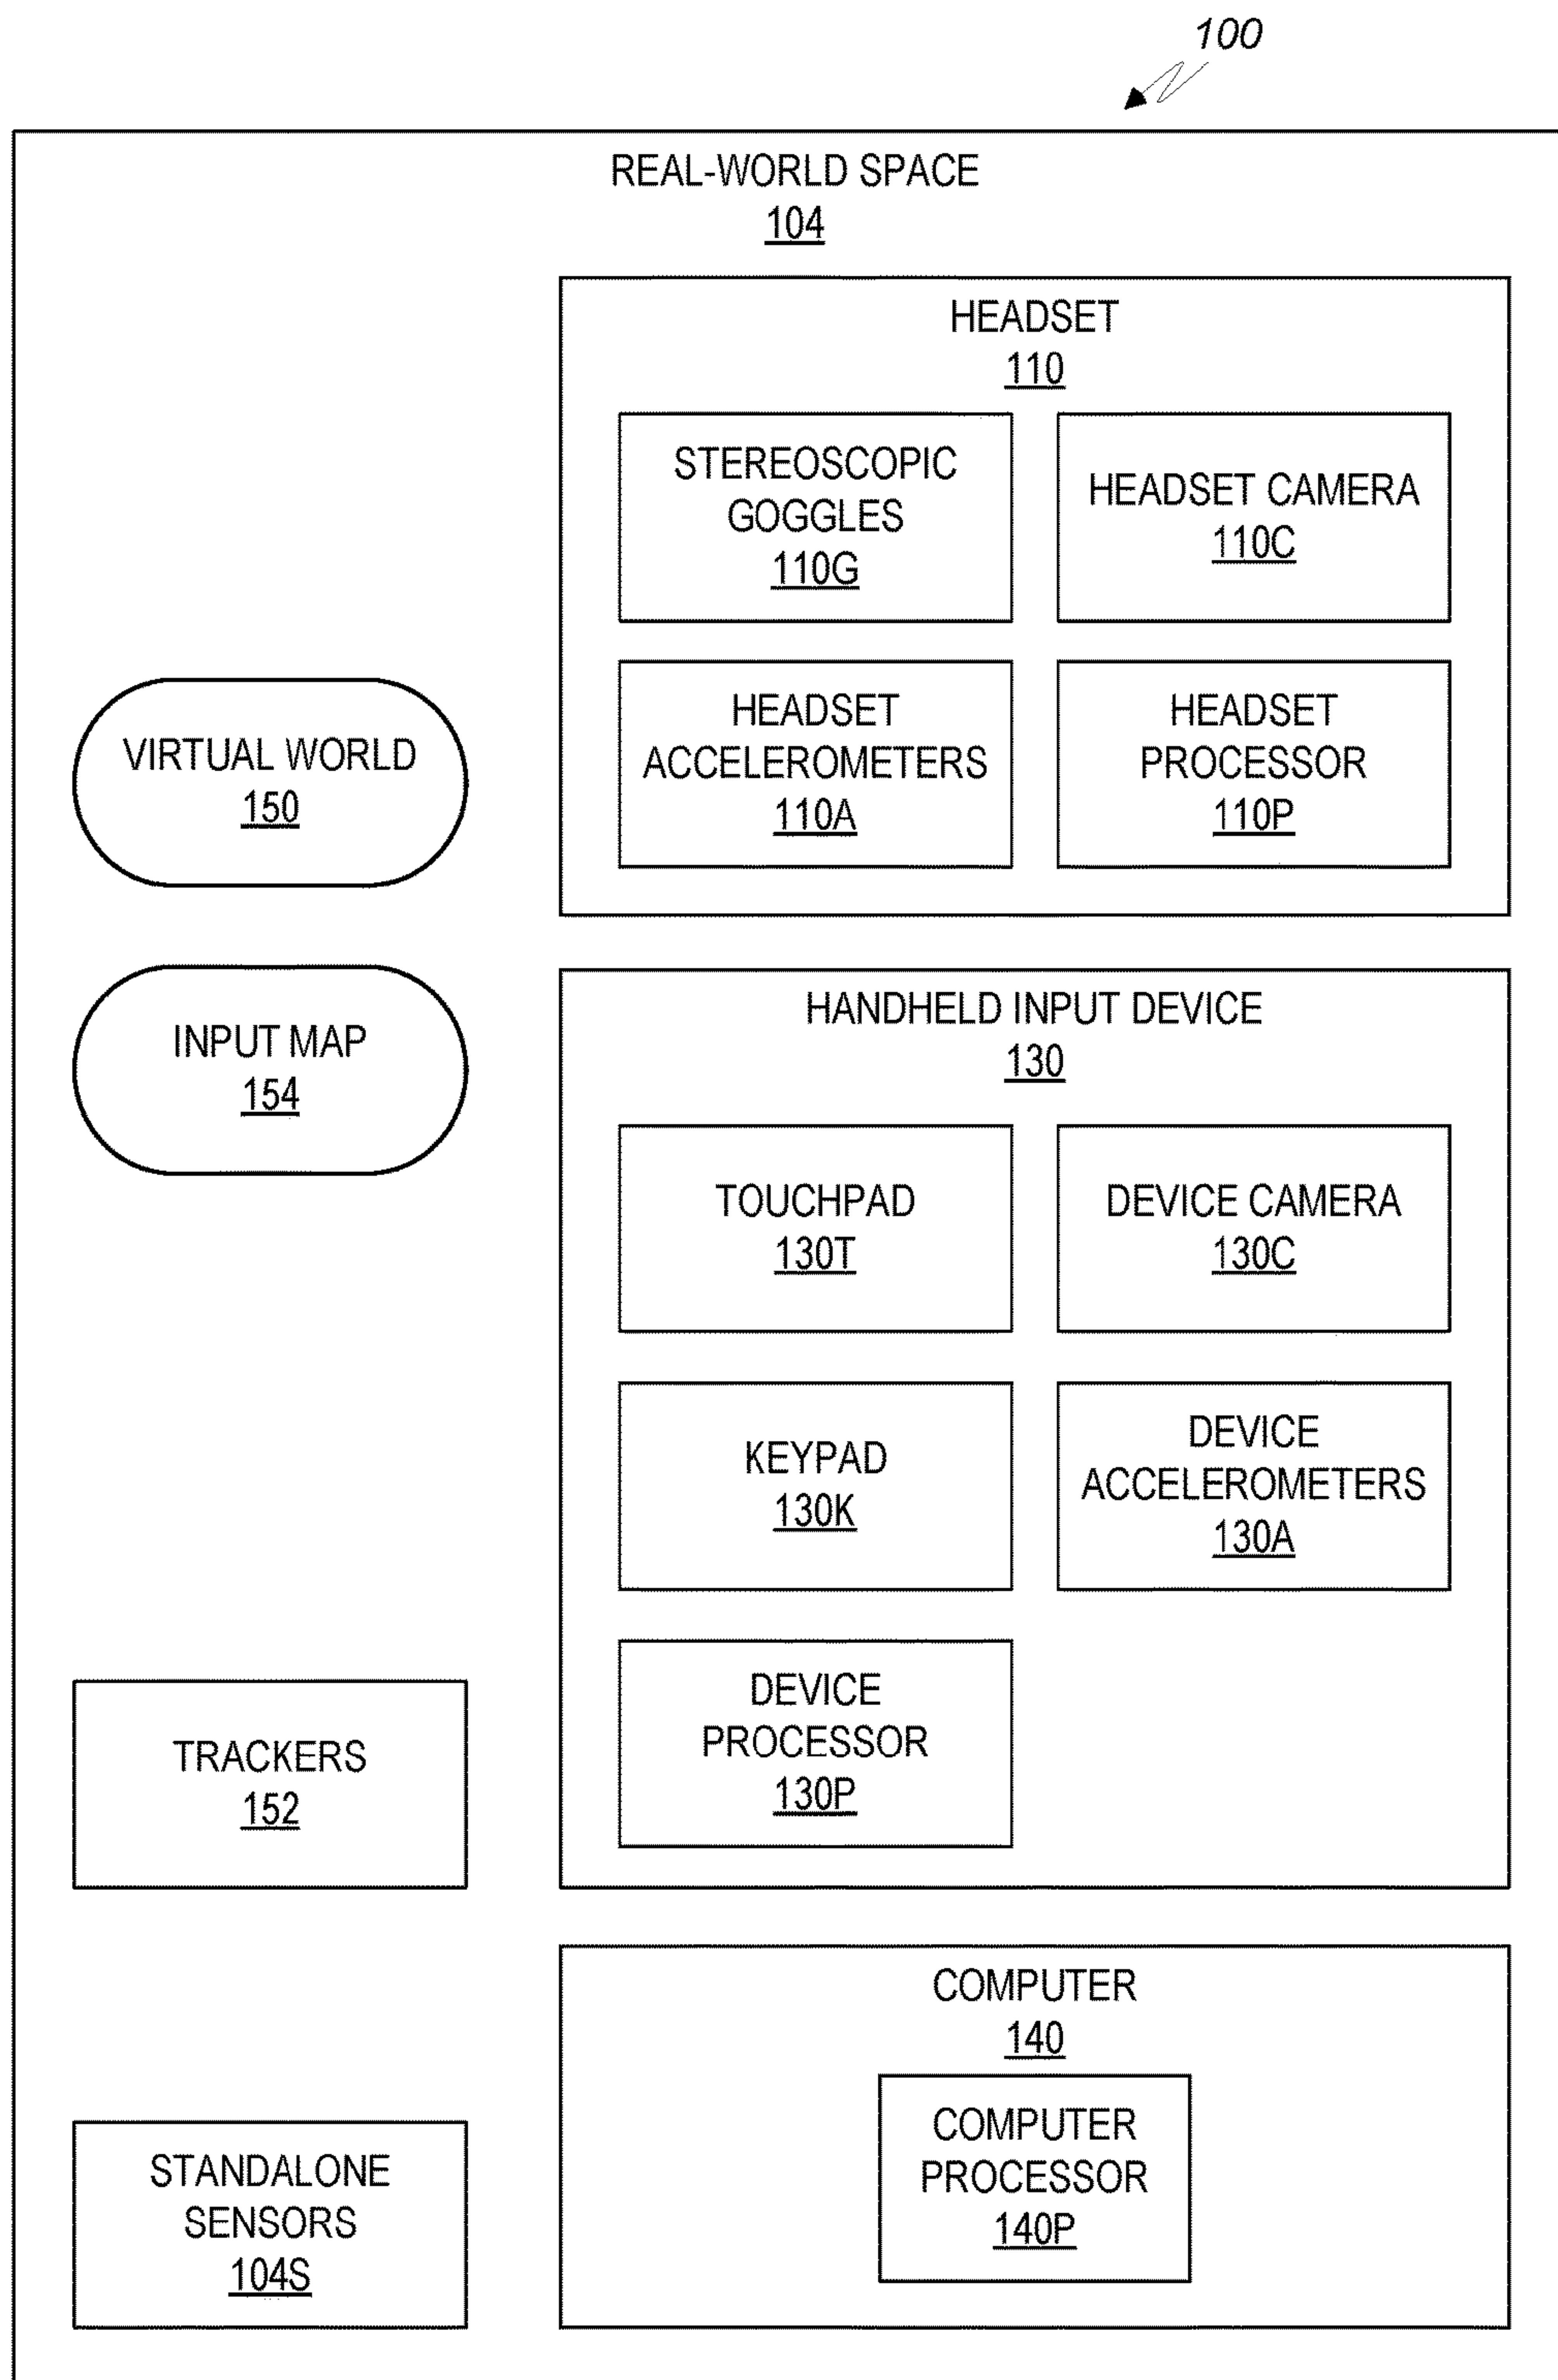 100
REAL-WORLD SPACE
104
HEADSET
110
STEREOSCOPIC
GOGGLES
110G
HEADSET CAMERA
110C
HEADSET
ACCELEROMETERS
110A
HEADSET
PROCESSOR
110P
VIRTUAL WORLD
150
INPUT MAP
154
HANDHELD INPUT DEVICE
130
TOUCHPAD
130T
DEVICE CAMERA
130C
KEYPAD
130K
DEVICE
ACCELEROMETERS
130A
DEVICE
PROCESSOR
130P
TRACKERS
152
COMPUTER
140
COMPUTER
PROCESSOR
140P
STANDALONE
SENSORS
104S